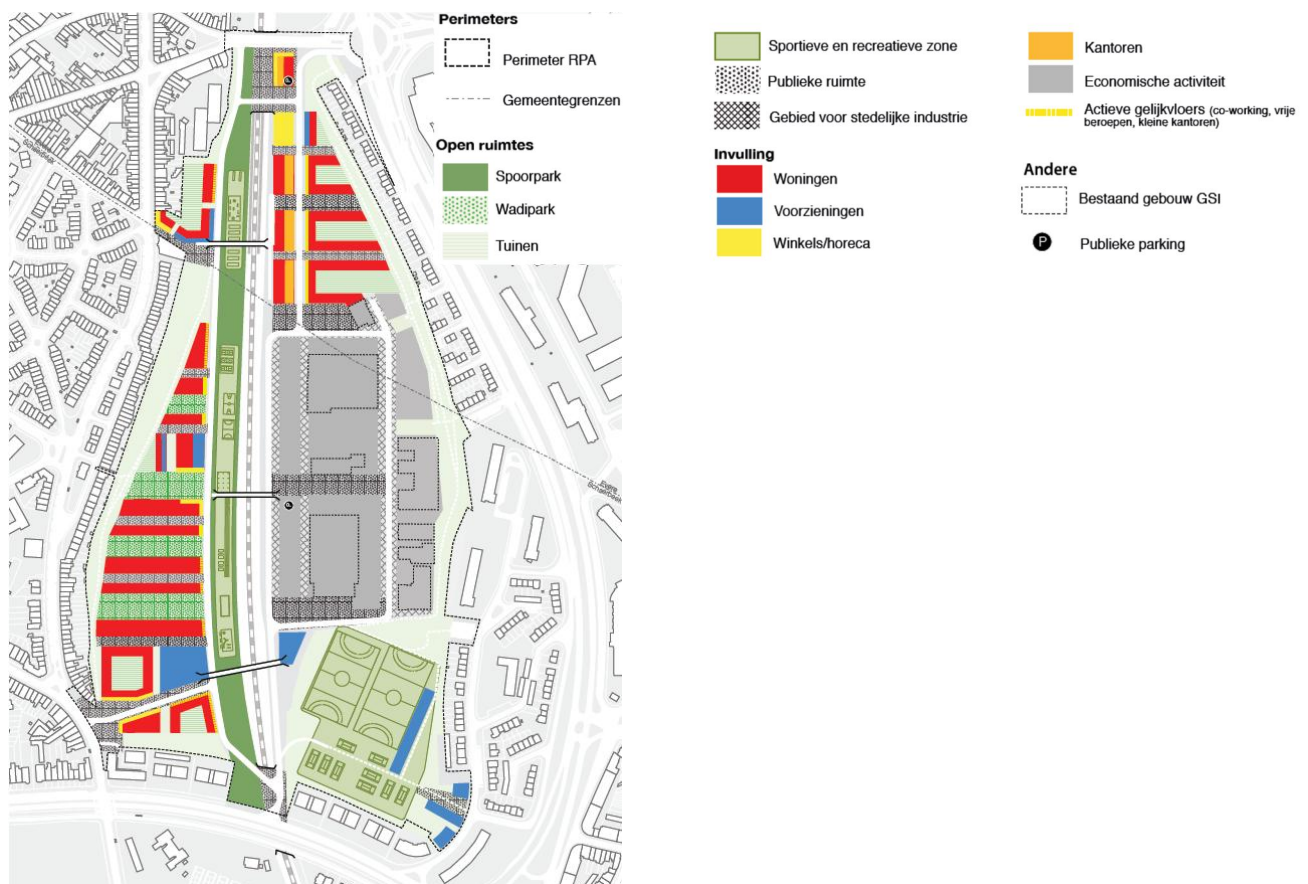 Perimeters
Perimeter RPA
Gemeentegrenzen
Open ruimtes
Spoorpark
Wadipark
Tuinen
Sportieve en recreatieve zone
Publieke ruimte
Gebied voor stedelijke industrie
Invulling
Woningen
Voorzieningen
Winkels/horeca
Kantoren
Economische activiteit
Actieve gelijkvloers (co-working, vrije
beroepen, kleine kantoren)
Andere
Bestaand gebouw GSI
P Publieke parking
P
P
Evere
Schaerbeek